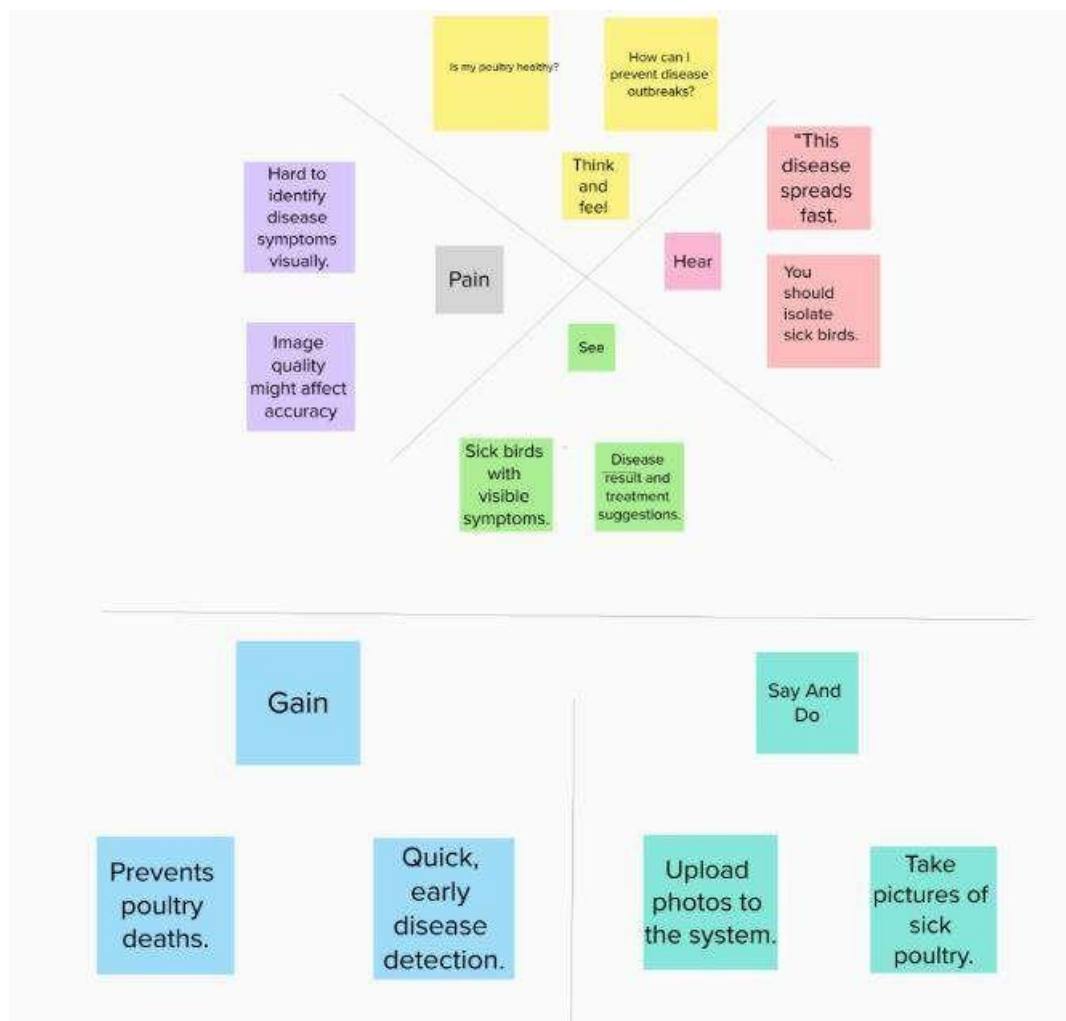 Is my poultry healthy?
How can I
prevent disease
outbreaks?
Think
and
feel
"This
disease
spreads
fast.
Hard to
identify
disease
symptoms
visually.
Pain
Hear
You
should
isolate
sick birds.
Image
quality
might affect
accuracy
See
Sick birds
with
visible
symptoms.
Disease
result and
treatment
suggestions.
Gain
Say And
Do
Prevents
poultry
deaths.
Quick,
early
disease
detection.
Upload
photos to
the system.
Take
pictures of
sick
poultry.